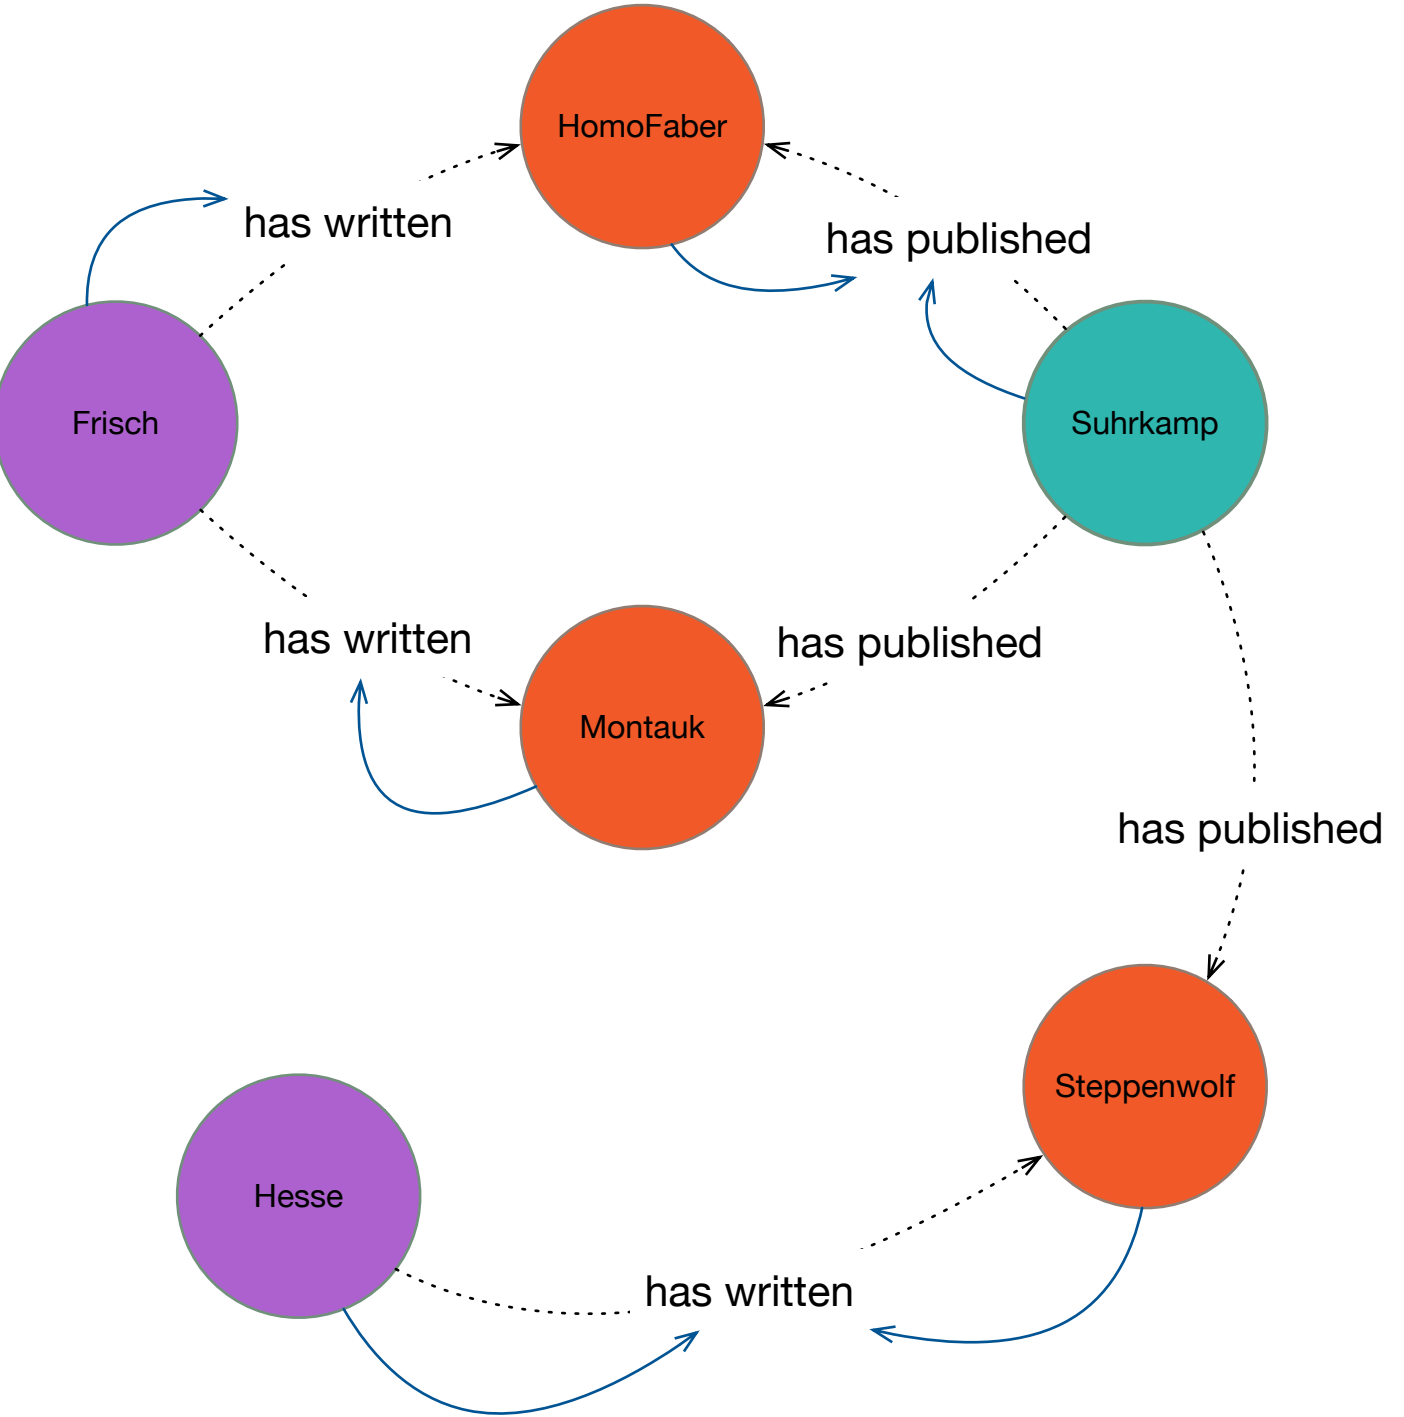 HomoFaber
has written
has published
Frisch
Suhrkamp
has written
has published
Montauk
has published
Steppenwolf
Hesse
has written